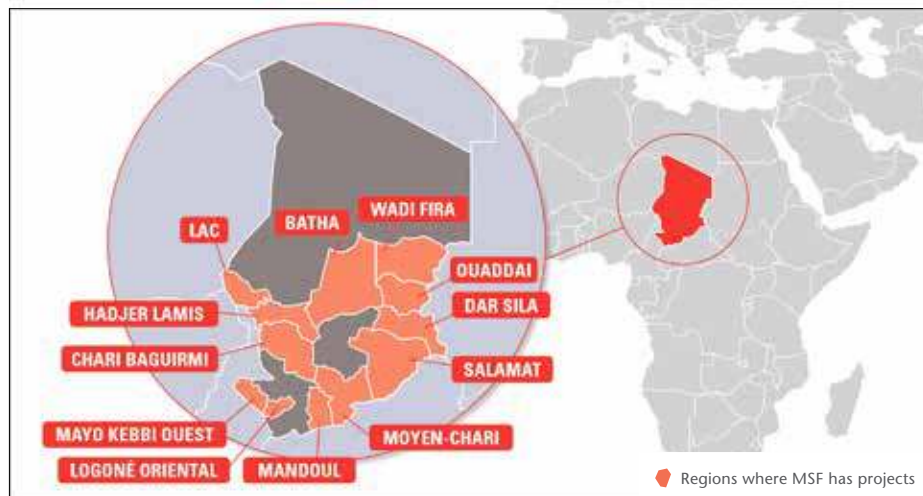 WADI FIRA
BATHA
LAC
OUADDAI
DAR SILA
HADJER LAMIS
CHARI BAGUIRMI
SALAMAT
MAYO KEBBI OUEST
MOYEN-CHARI
LOGONÉ ORIENTAL
MANDOUL
Regions where MSF has projects